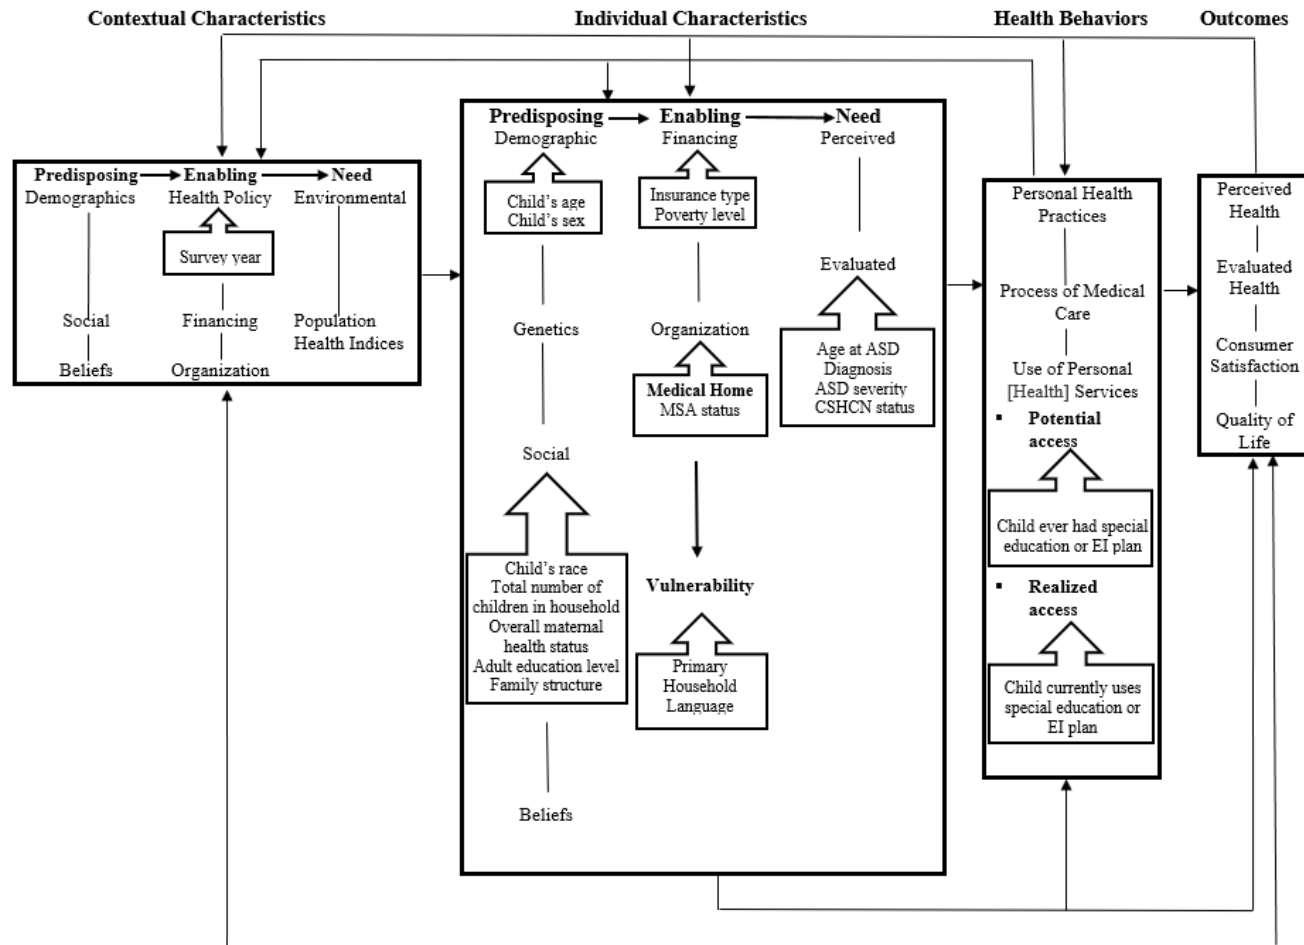 Contextual Characteristics
Individual Characteristics
Health Behaviors
Outcomes
Predisposing
Enabling
Need
Demographics
Health Policy
Environmental
Survey year
Social
Financing
Population
Health Indices
Beliefs
Organization
Predisposing
Enabling
Need
Demographic
Financing
Perceived
Child's age
Child's sex
Insurance type
Poverty level
Evaluated
Genetics
Organization
Age at ASD
Diagnosis
ASD severity
CSHCN status
Medical Home
MSA status
Social
Child's race
Total number of
children in household
Overall maternal
health status
Adult education level
Family structure
Vulnerability
Primary
Household
Language
Beliefs
Personal Health
Practices
Process of Medical
Care
Use of Personal
[Health] Services
▪ Potential
access
Child ever had special
education or EI plan
▪ Realized
access
Child currently uses
special education or
EI plan
Perceived
Health
Evaluated
Health
Consumer
Satisfaction
Quality of
Life